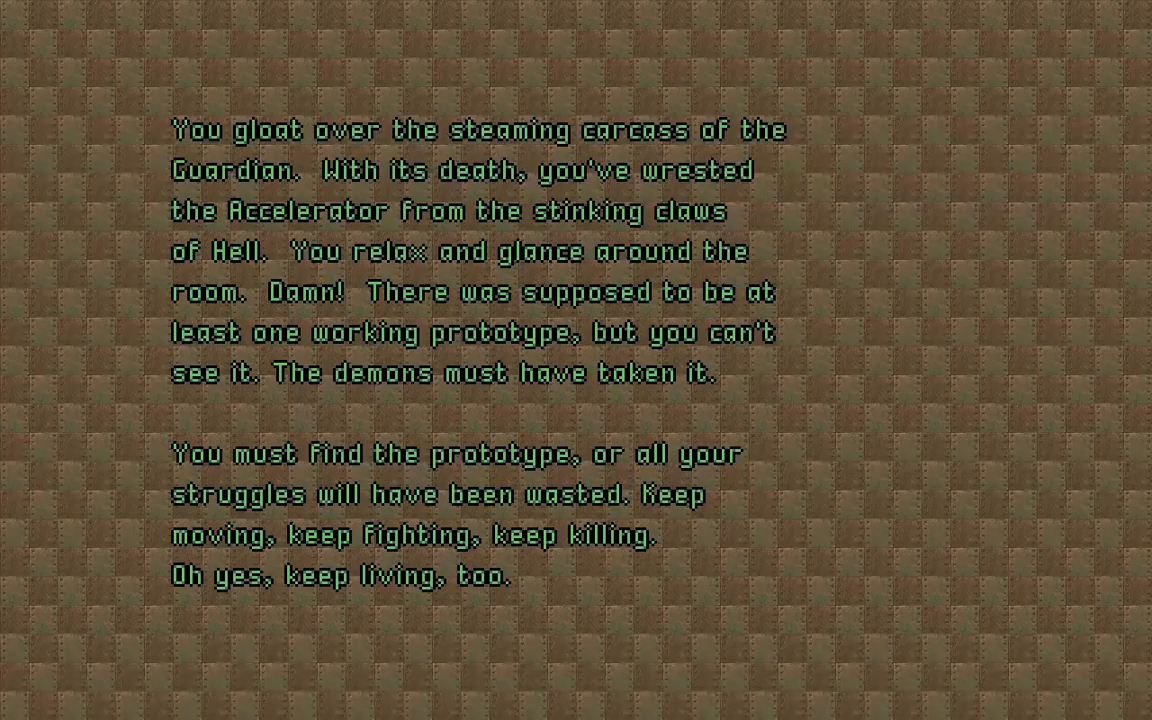 You gloat over the steaming carcass of the
Guardian.  With its death, you've wrested
the Accelerator from the stinking claws
of Hell.  You relax and glance around the
room.  Damn!  There was supposed to be at
least one working prototype, but you can't
see it. The demons must have taken it.

You must find the prototype, or all your
struggles will have been wasted. Keep
moving, keep fighting, keep killing.
Oh yes, keep living, too.